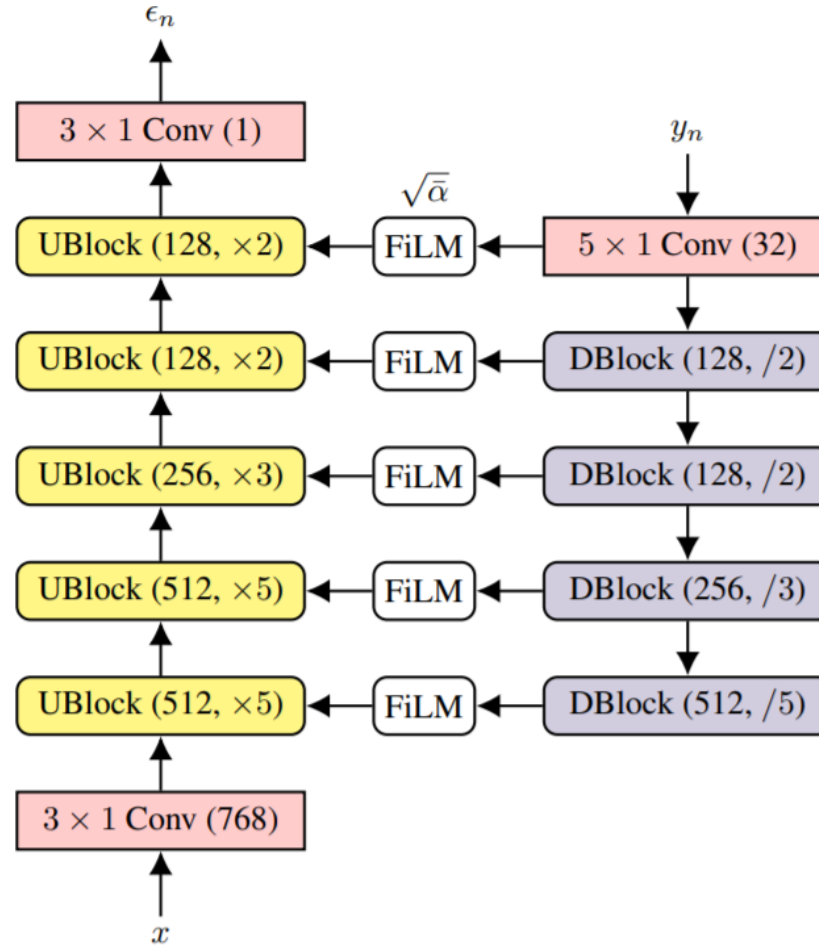 ϵₙ
3 × 1 Conv (1)
yₙ
√ᾱ
UBlock (128, ×2)
FiLM
5 × 1 Conv (32)
UBlock (128, ×2)
FiLM
DBlock (128, /2)
UBlock (256, ×3)
FiLM
DBlock (128, /2)
UBlock (512, ×5)
FiLM
DBlock (256, /3)
UBlock (512, ×5)
FiLM
DBlock (512, /5)
3 × 1 Conv (768)
x